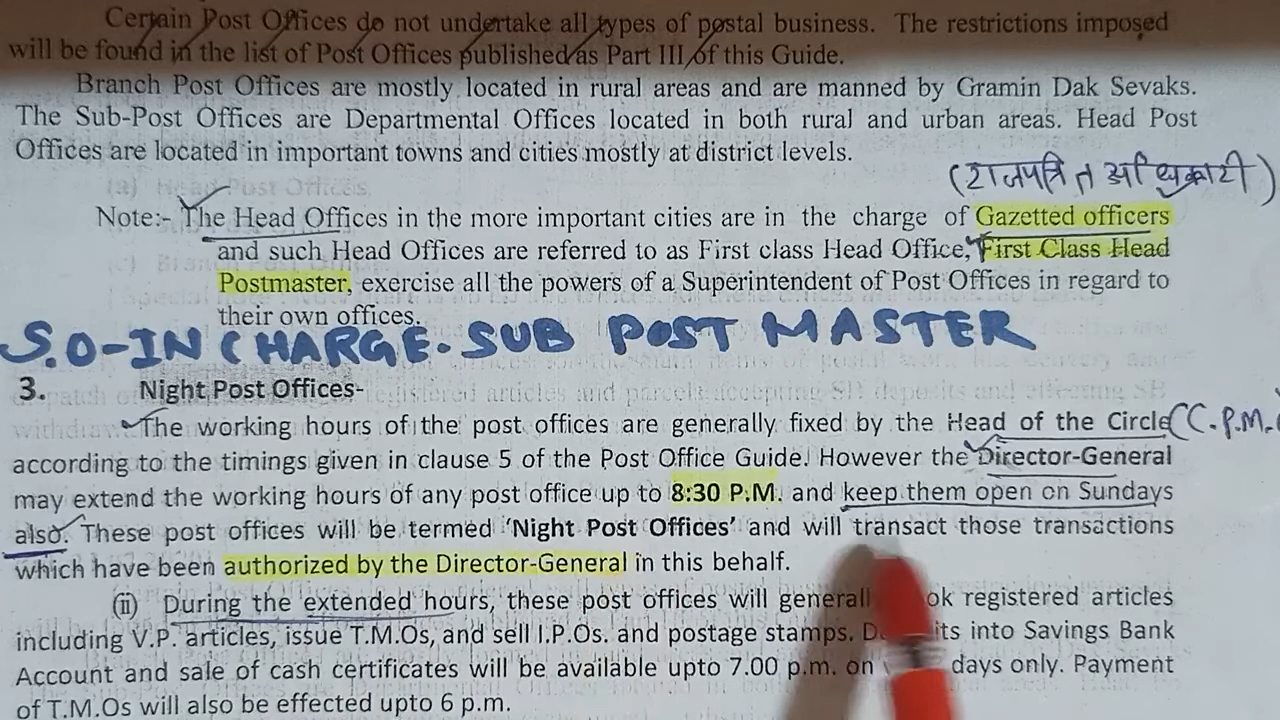 Certain Post Offices do not undertake all types of postal business. The restrictions imposed
will be found in the list of Post Offices published as Part III of this Guide.
Branch Post Offices are mostly located in rural areas and are manned by Gramin Dak Sevaks.
The Sub-Post Offices are Departmental Offices located in both rural and urban areas. Head Post
Offices are located in important towns and cities mostly at district levels.
(राजपत्रित अधिकारी)
Note:- The Head Offices in the more important cities are in the charge of Gazetted officers
and such Head Offices are referred to as First class Head Office, First Class Head
Postmaster, exercise all the powers of a Superintendent of Post Offices in regard to
their own offices.
S.O-IN CHARGE. SUB POST MASTER
3. Night Post Offices-
The working hours of the post offices are generally fixed by the Head of the Circle (C.P.M.
according to the timings given in clause 5 of the Post Office Guide. However the Director-General
may extend the working hours of any post office up to 8:30 P.M. and keep them open on Sundays
also. These post offices will be termed 'Night Post Offices' and will transact those transactions
which have been authorized by the Director-General in this behalf.
(ii) During the extended hours, these post offices will general ok registered articles
including V.P. articles, issue T.M.Os, and sell I.P.Os. and postage stamps. D its into Savings Bank
Account and sale of cash certificates will be available upto 7.00 p.m. on days only. Payment
of T.M.Os will also be effected upto 6 p.m.